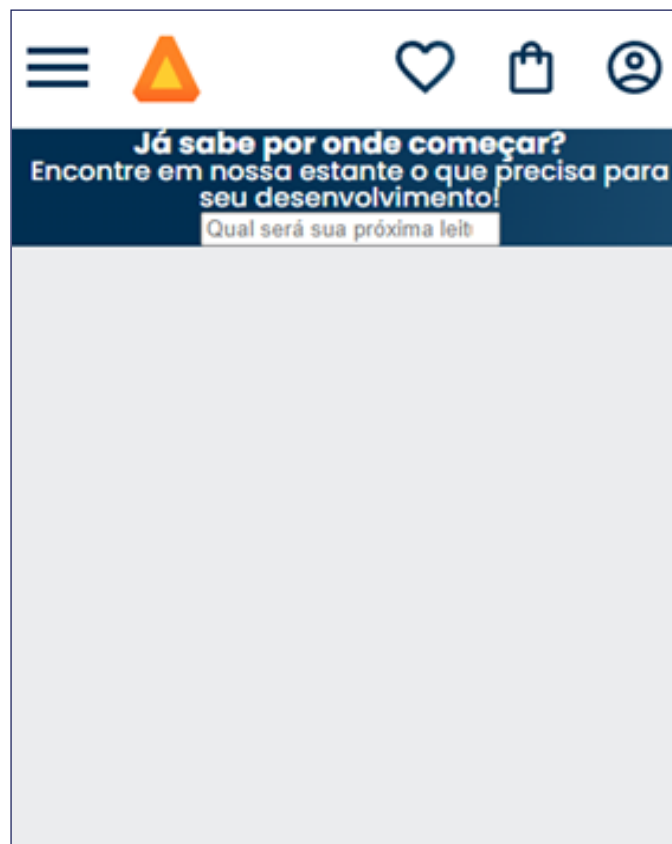 Já sabe por onde começar?
Encontre em nossa estante o que precisa para
seu desenvolvimento!
Qual será sua próxima leit